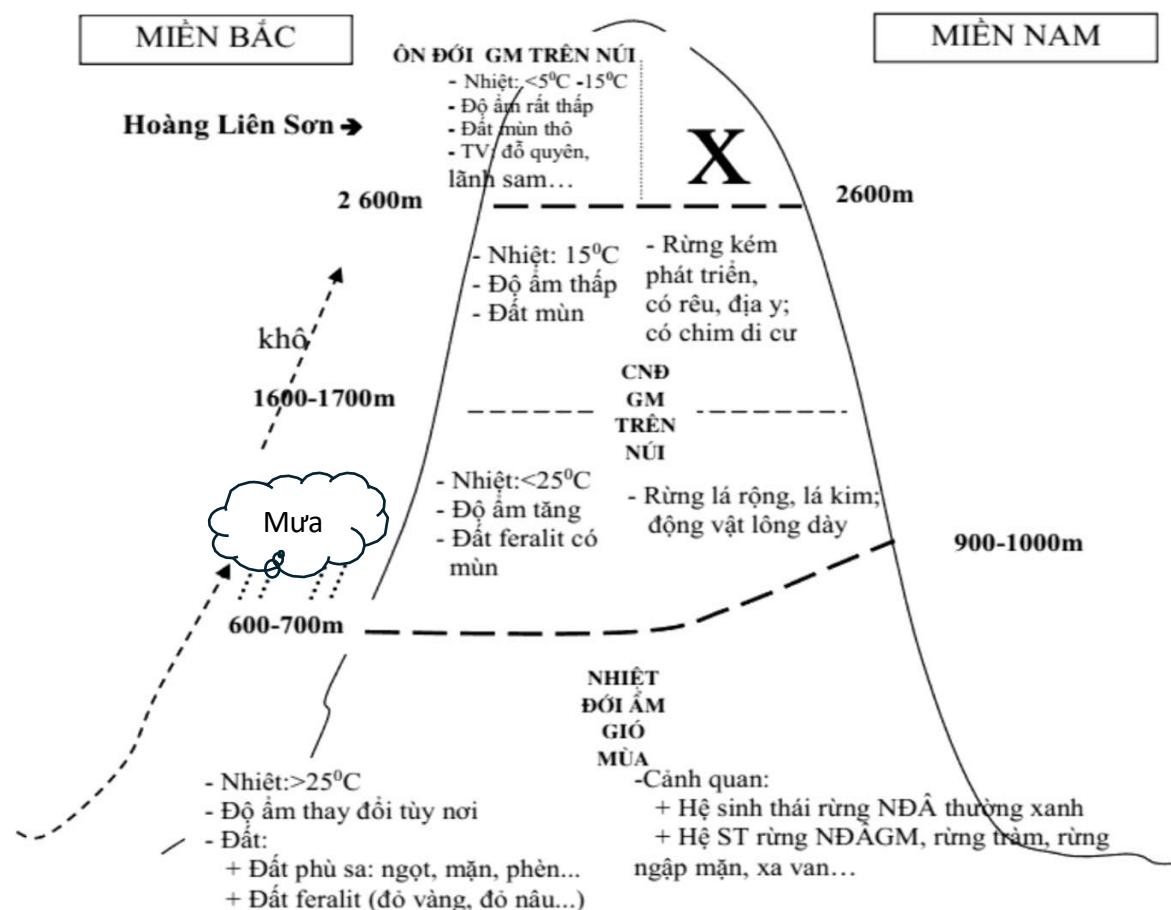 MIỀN BẮC
MIỀN NAM
ÔN ĐỚI GM TRÊN NÚI
- Nhiệt: <5⁰C -15⁰C
- Độ ẩm rất thấp
- Đất mùn thô
- TV: đỗ quyên,
lãnh sam…
Hoàng Liên Sơn ➔
X
2 600m
2600m
- Nhiệt: 15⁰C
- Độ ẩm thấp
- Đất mùn
- Rừng kém
phát triển,
có rêu, địa y;
có chim di cư
khô
1600-1700m
CNĐ
GM
TRÊN
NÚI
Mưa
- Nhiệt:<25⁰C
- Độ ẩm tăng
- Đất feralit có
mùn
- Rừng lá rộng, lá kim;
động vật lông dày
900-1000m
600-700m
NHIỆT
ĐỚI ẨM
GIÓ
MÙA
- Nhiệt:>25⁰C
- Độ ẩm thay đổi tùy nơi
- Đất:
+ Đất phù sa: ngọt, mặn, phèn...
+ Đất feralit (đỏ vàng, đỏ nâu...)
-Cảnh quan:
+ Hệ sinh thái rừng NĐÂ thường xanh
+ Hệ ST rừng NĐÂGM, rừng tràm, rừng
ngập mặn, xa van…